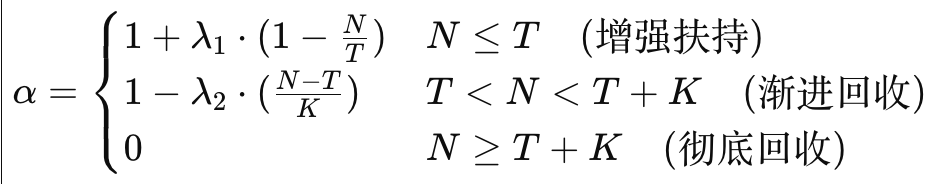 α = { 1 + λ₁ · (1 − N/T) N ≤ T (增强扶持)
1 − λ₂ · ((N−T)/K) T < N < T + K (渐进回收)
0 N ≥ T + K (彻底回收)